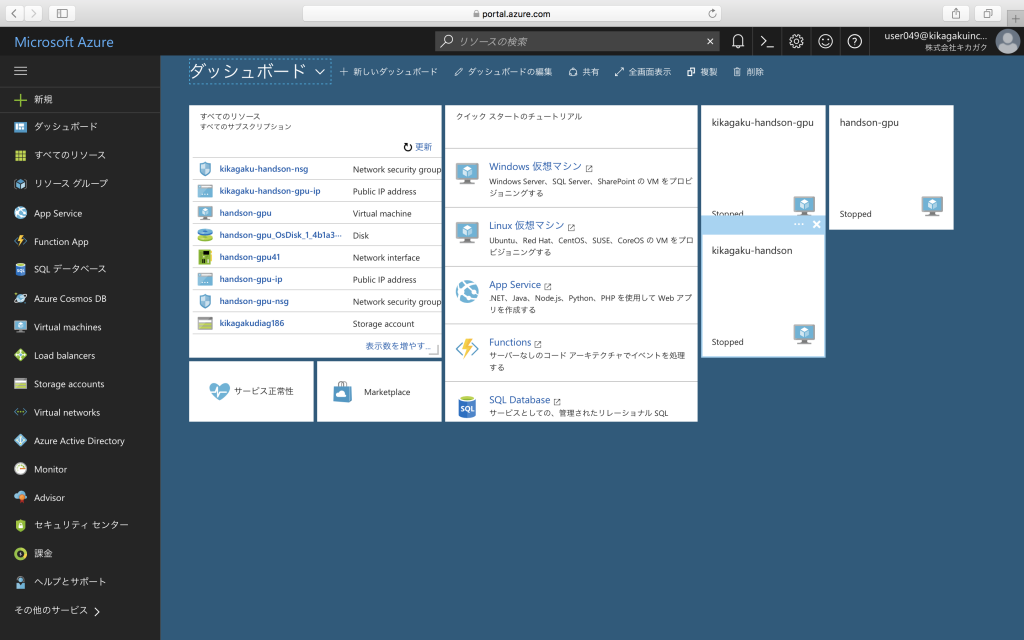 portal.azure.com
Microsoft Azure
リソースの検索
user049@kikagakuinc...
株式会社キカガク
ダッシュボード
新しいダッシュボード
ダッシュボードの編集
共有
全画面表示
複製
削除
新規
ダッシュボード
すべてのリソース
リソース グループ
App Service
Function App
SQL データベース
Azure Cosmos DB
Virtual machines
Load balancers
Storage accounts
Virtual networks
Azure Active Directory
Monitor
Advisor
セキュリティ センター
課金
ヘルプとサポート
その他のサービス
すべてのリソース
すべてのサブスクリプション
更新
kikagaku-handson-nsg Network security group
kikagaku-handson-gpu-ip Public IP address
handson-gpu Virtual machine
handson-gpu_OsDisk_1_4b1a3··· Disk
handson-gpu41 Network interface
handson-gpu-ip Public IP address
handson-gpu-nsg Network security group
kikagakudiag186 Storage account
表示数を増やす...
サービス正常性
Marketplace
クイック スタートのチュートリアル
Windows 仮想マシン
Windows Server、SQL Server、SharePoint の VM をプロビ
ジョニングする
Linux 仮想マシン
Ubuntu、Red Hat、CentOS、SUSE、CoreOS の VM をプロ
ビジョニングする
App Service
.NET、Java、Node.js、Python、PHP を使用して Web アプ
リを作成する
Functions
サーバーなしのコード アーキテクチャでイベントを処理
する
SQL Database
SQL
サービスとしての、管理されたリレーショナル SQL
kikagaku-handson-gpu
Stopped
kikagaku-handson
Stopped
handson-gpu
Stopped